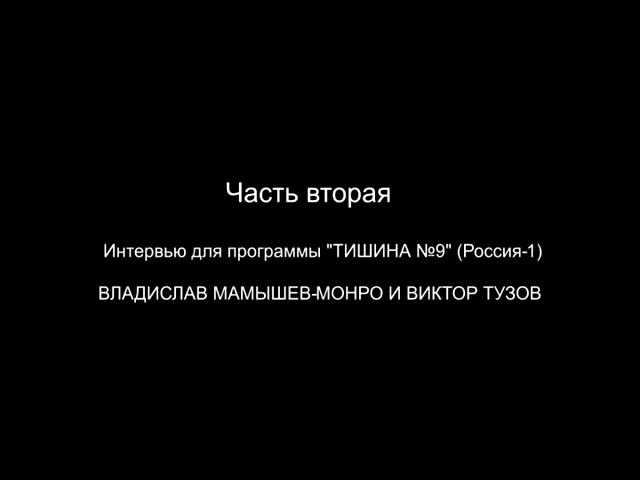 Часть вторая
Интервью для программы "ТИШИНА №9" (Россия-1)
ВЛАДИСЛАВ МАМЫШЕВ-МОНРО И ВИКТОР ТУЗОВ